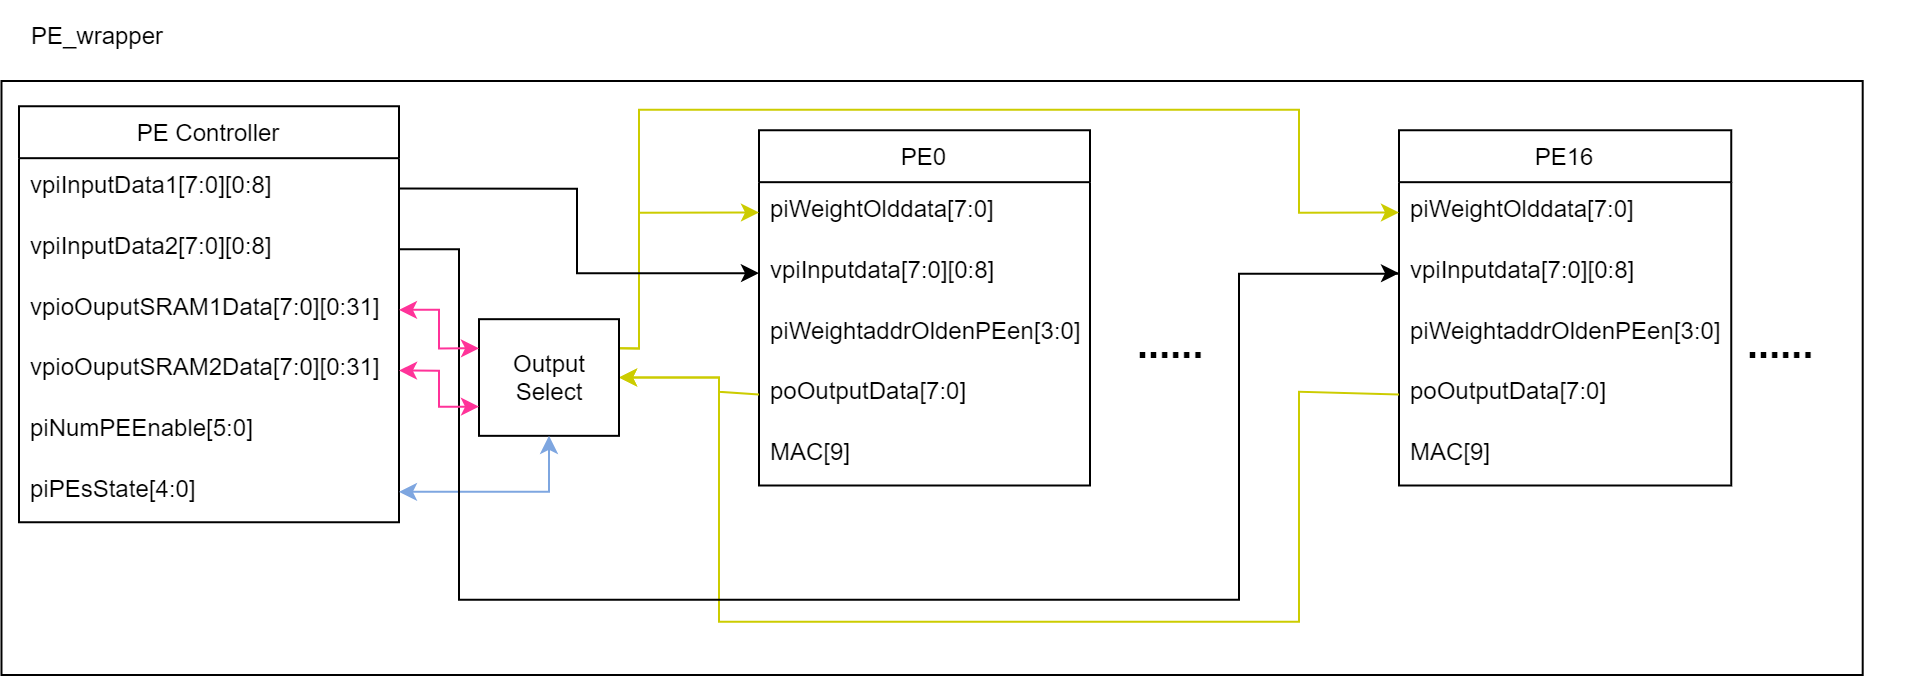 PE_wrapper
PE Controller
vpiInputData1[7:0][0:8]
vpiInputData2[7:0][0:8]
vpioOuputSRAM1Data[7:0][0:31]
vpioOuputSRAM2Data[7:0][0:31]
piNumPEEnable[5:0]
piPEsState[4:0]
Output
Select
PE0
piWeightOlddata[7:0]
vpiInputdata[7:0][0:8]
piWeightaddrOldenPEen[3:0]
poOutputData[7:0]
MAC[9]
......
PE16
piWeightOlddata[7:0]
vpiInputdata[7:0][0:8]
piWeightaddrOldenPEen[3:0]
poOutputData[7:0]
MAC[9]
......